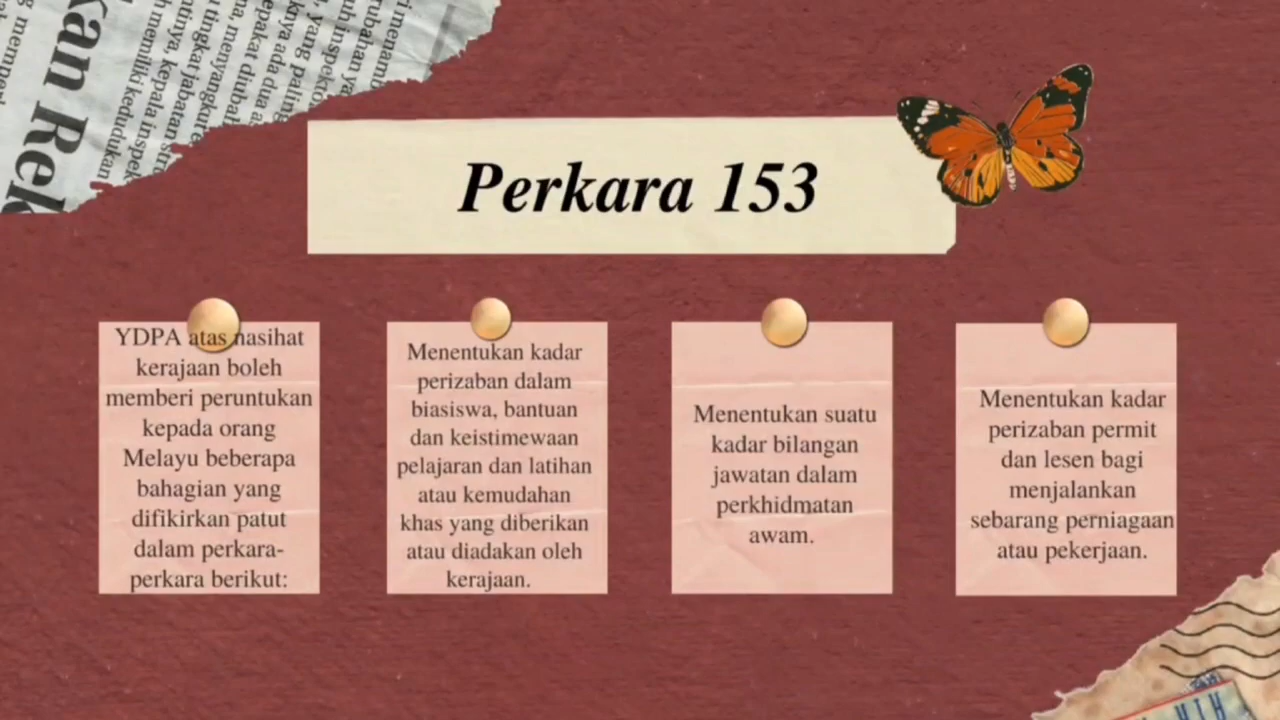 kan Rek
Perkara 153
YDPA atas nasihat
kerajaan boleh
memberi peruntukan
kepada orang
Melayu beberapa
bahagian yang
difikirkan patut
dalam perkara-
perkara berikut:
Menentukan kadar
perizaban dalam
biasiswa, bantuan
dan keistimewaan
pelajaran dan latihan
atau kemudahan
khas yang diberikan
atau diadakan oleh
kerajaan.
Menentukan suatu
kadar bilangan
jawatan dalam
perkhidmatan
awam.
Menentukan kadar
perizaban permit
dan lesen bagi
menjalankan
sebarang perniagaan
atau pekerjaan.